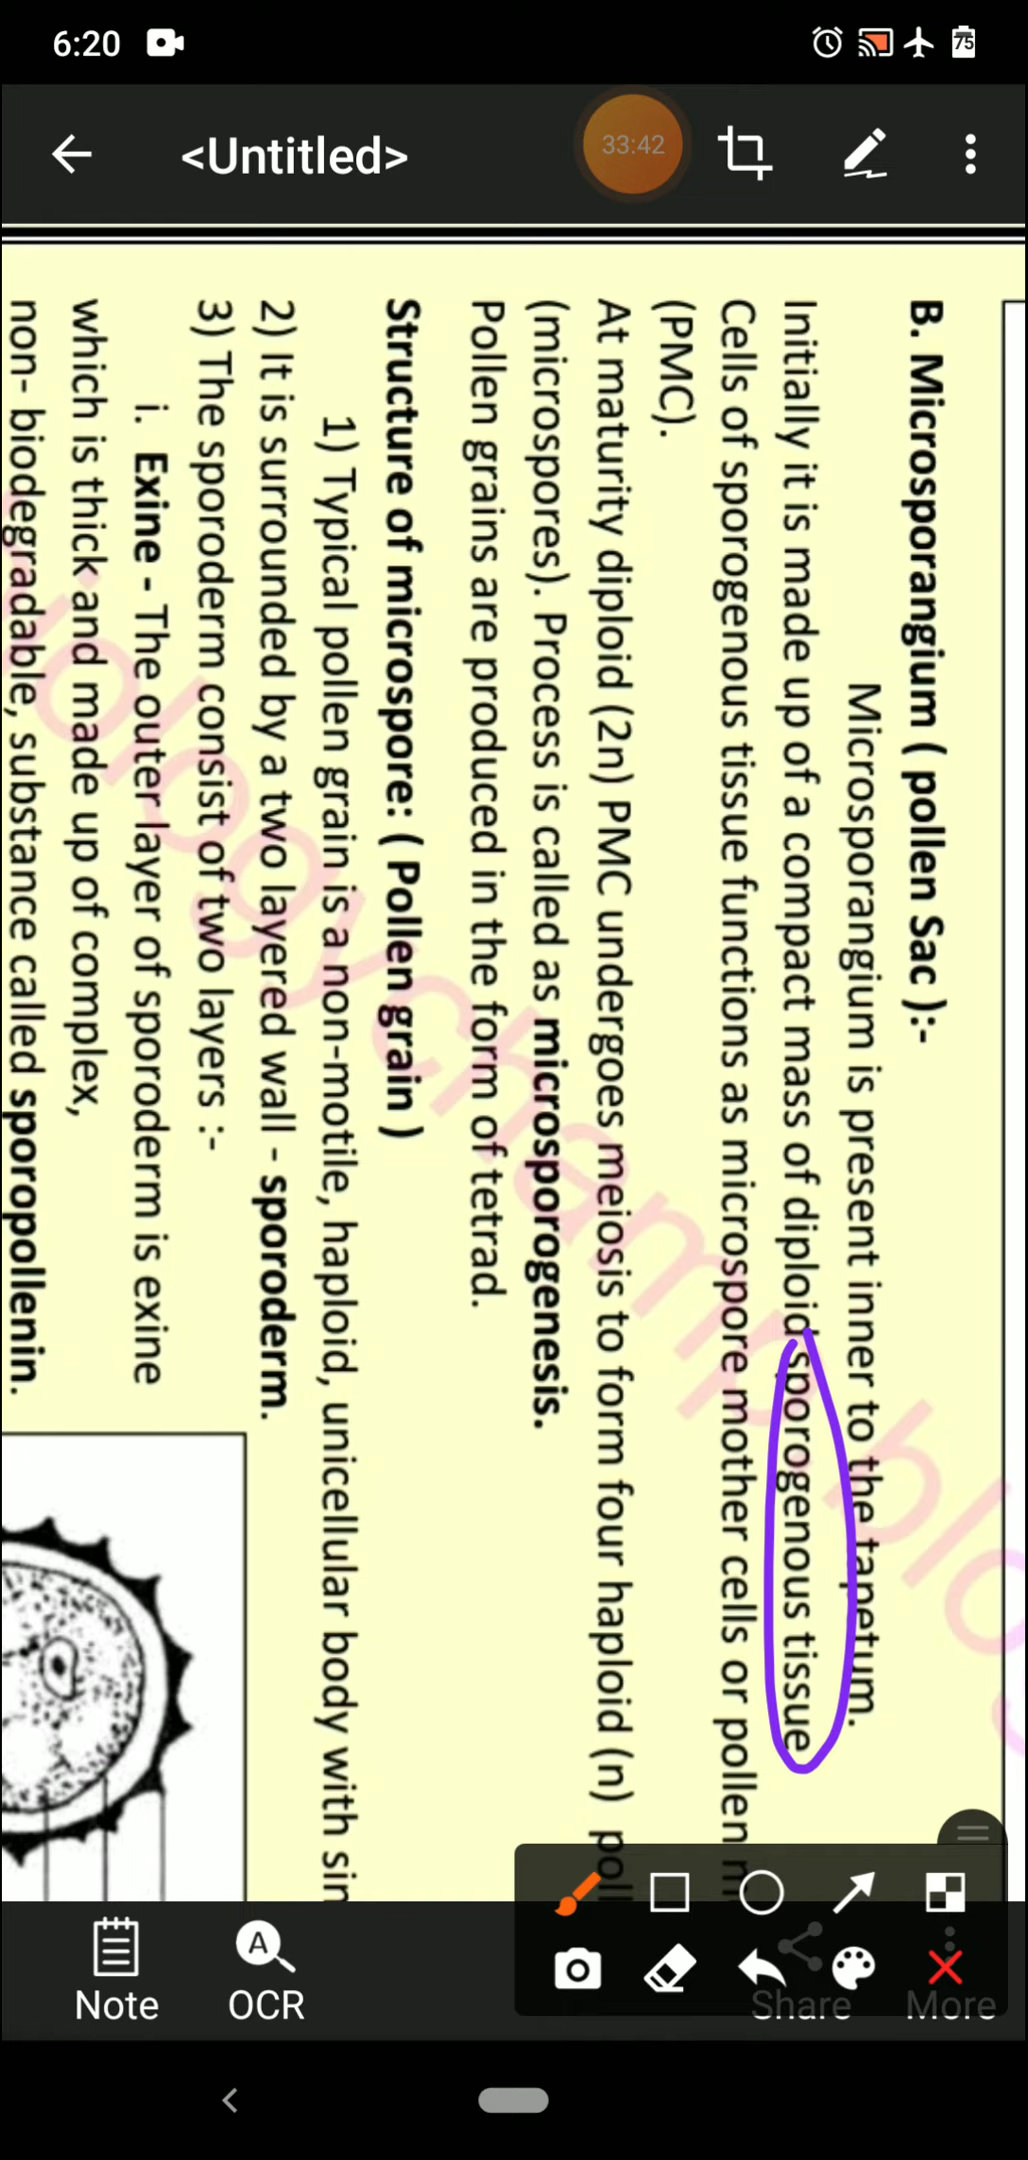 6:20
75
<Untitled>
33:42
B. Microsporangium ( pollen Sac ):-
Microsporangium is present inner to the tapetum.
Initially it is made up of a compact mass of diploid sporogenous tissue
Cells of sporogenous tissue functions as microspore mother cells or pollen m
(PMC).
At maturity diploid (2n) PMC undergoes meiosis to form four haploid (n) poll
(microspores). Process is called as microsporogenesis.
Pollen grains are produced in the form of tetrad.
Structure of microspore: ( Pollen grain )
1) Typical pollen grain is a non-motile, haploid, unicellular body with sin
2) It is surrounded by a two layered wall - sporoderm.
3) The sporoderm consist of two layers :-
i. Exine - The outer layer of sporoderm is exine
which is thick and made up of complex,
non- biodegradable, substance called sporopollenin.
iologychamp.blo
Note
A
OCR
Share
More